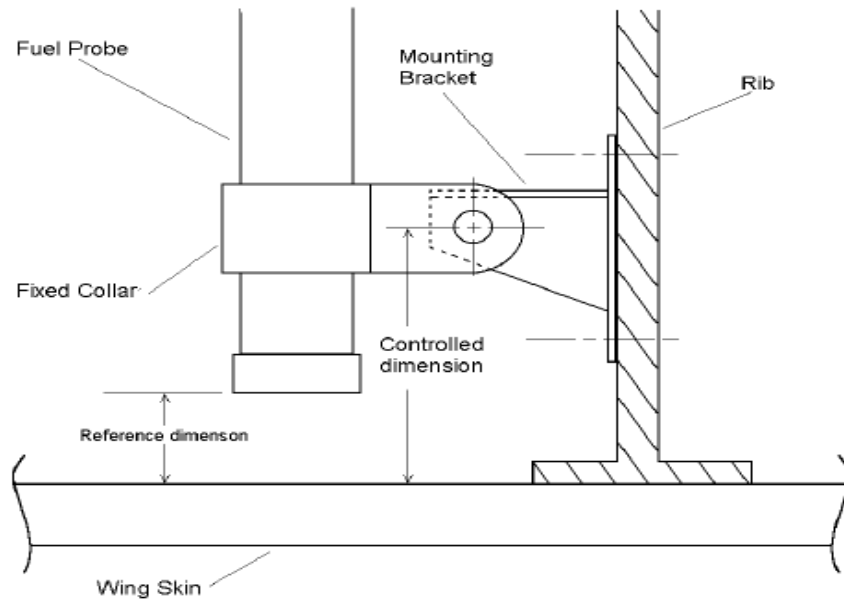 Fuel Probe
Mounting
Bracket
Rib
Fixed Collar
Controlled
dimension
Reference dimenson
Wing Skin